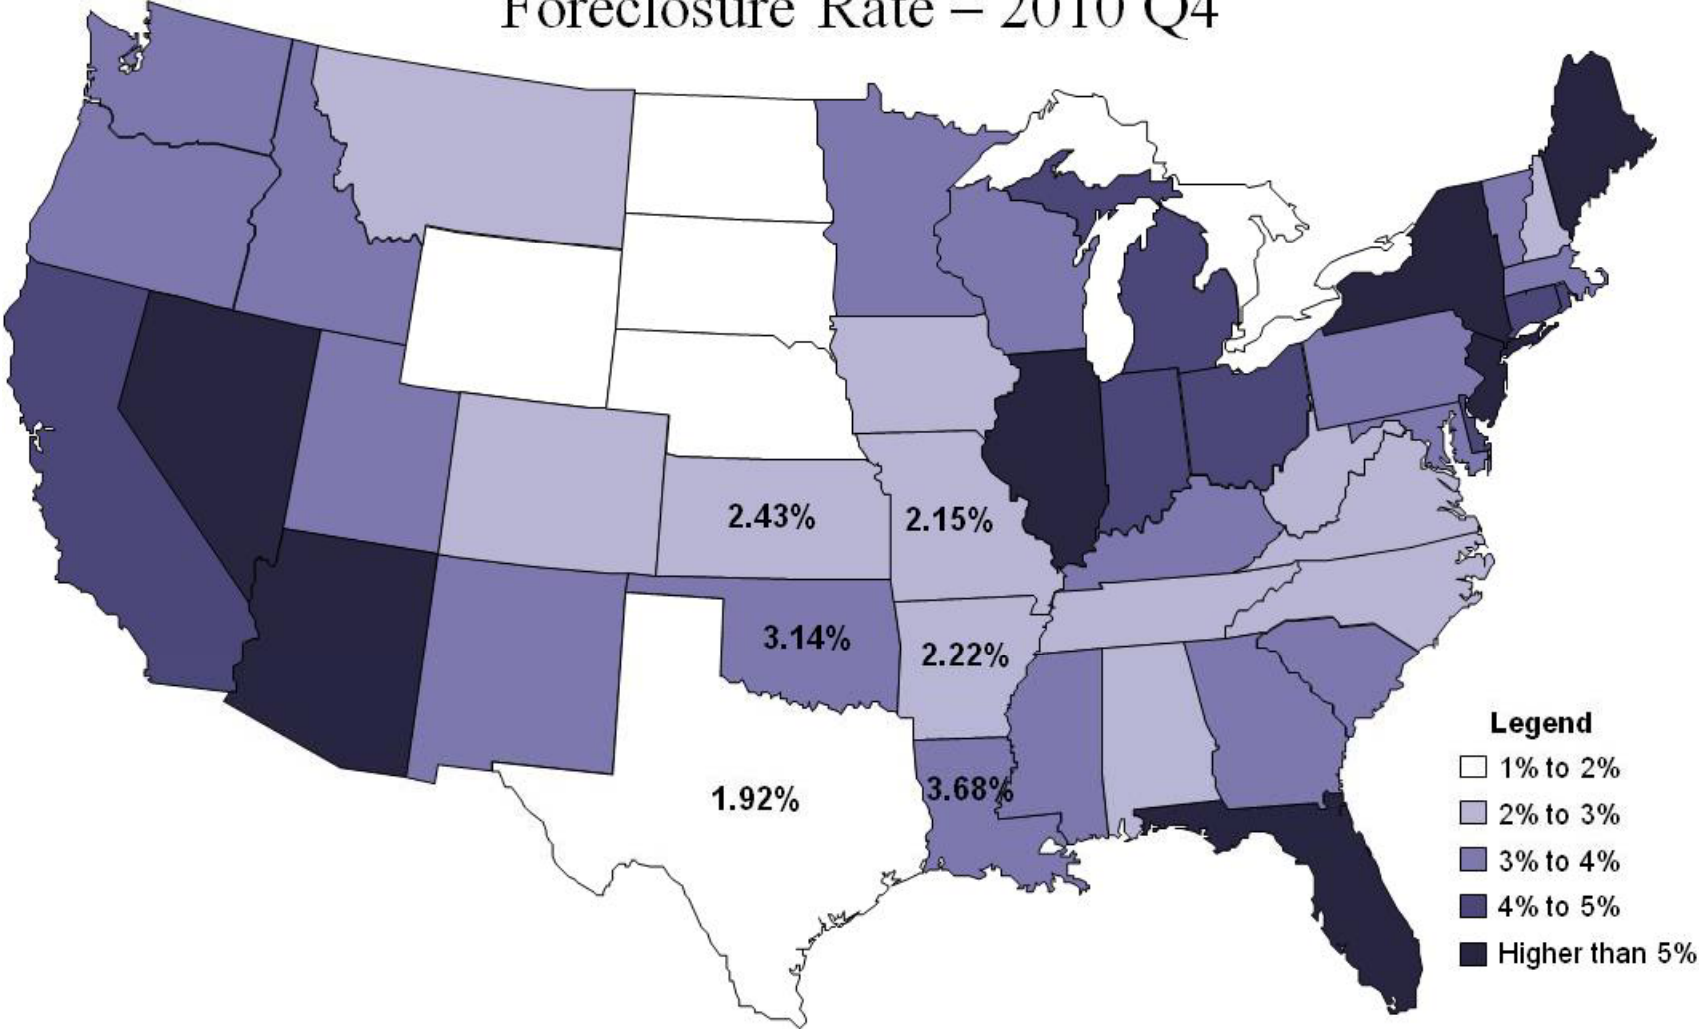 Foreclosure Rate – 2010 Q4
2.43%
2.15%
3.14%
2.22%
1.92%
3.68%
Legend
1% to 2%
2% to 3%
3% to 4%
4% to 5%
Higher than 5%